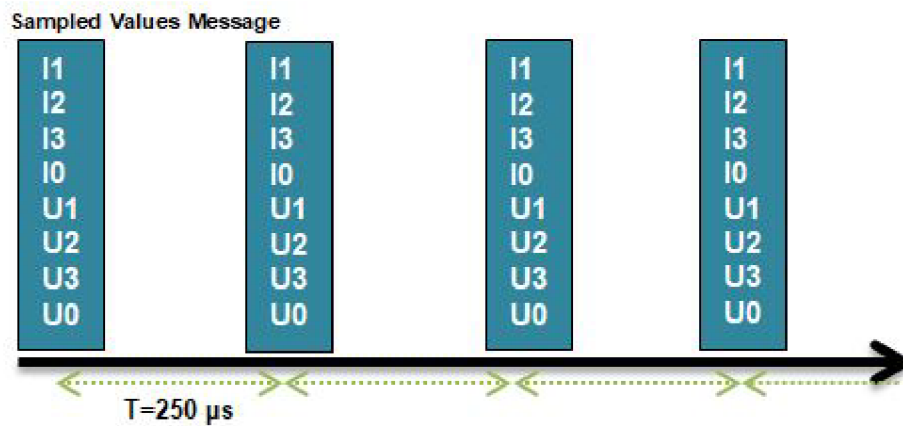 Sampled Values Message
I1
I2
I3
I0
U1
U2
U3
U0
I1
I2
I3
I0
U1
U2
U3
U0
I1
I2
I3
I0
U1
U2
U3
U0
I1
I2
I3
I0
U1
U2
U3
U0
T=250 µs